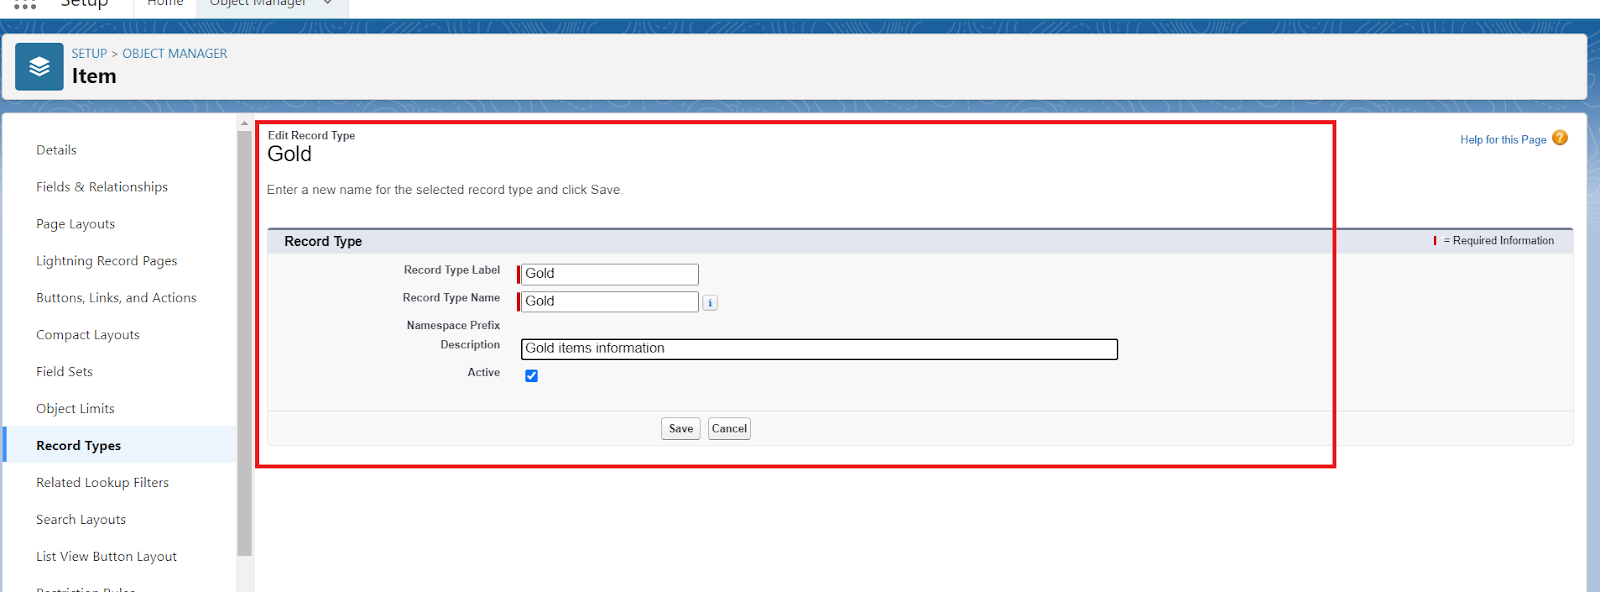 Setup
Home
Object Manager
SETUP > OBJECT MANAGER
Item
Details
Fields & Relationships
Page Layouts
Lightning Record Pages
Buttons, Links, and Actions
Compact Layouts
Field Sets
Object Limits
Record Types
Related Lookup Filters
Search Layouts
List View Button Layout
Restriction Rules
Edit Record Type
Gold
Help for this Page ?
Enter a new name for the selected record type and click Save.
Record Type
= Required Information
Record Type Label Gold
Record Type Name Gold i
Namespace Prefix
Description Gold items information
Active
Save Cancel